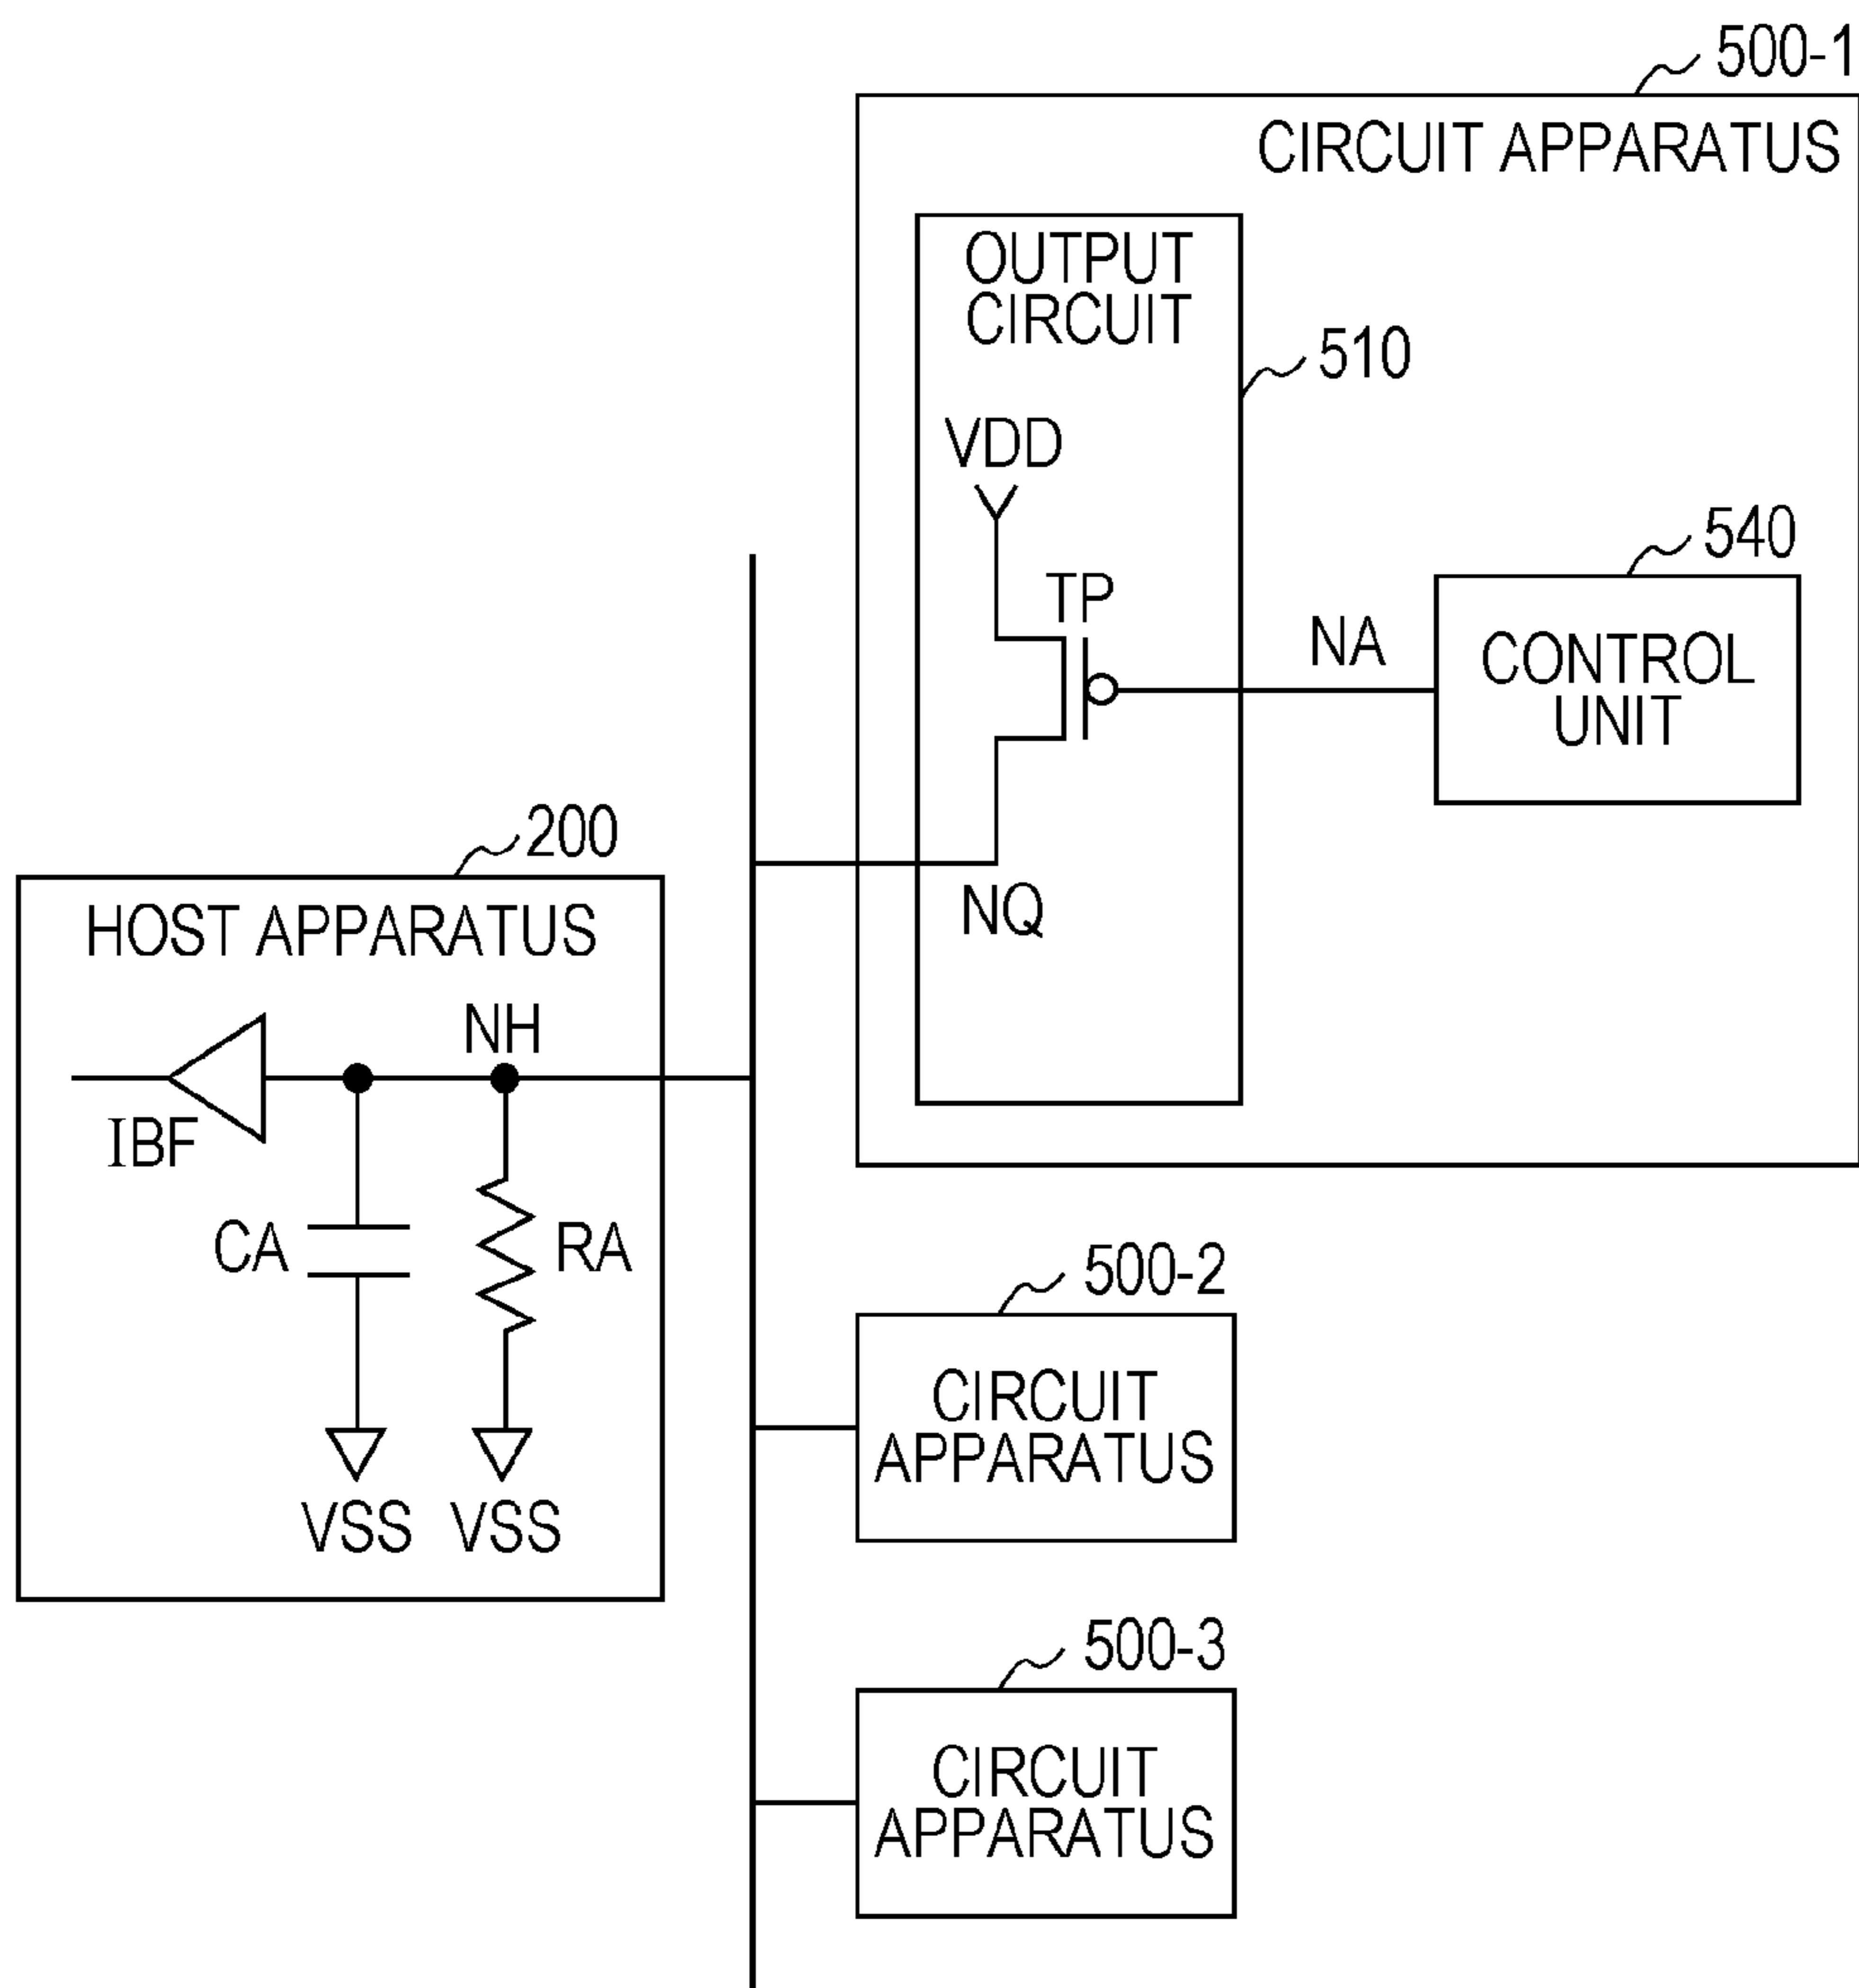 500-1
CIRCUIT APPARATUS
OUTPUT
CIRCUIT
510
VDD
540
TP
NA
CONTROL
UNIT
200
HOST APPARATUS
NQ
NH
IBF
CA
RA
VSS
VSS
500-2
CIRCUIT
APPARATUS
500-3
CIRCUIT
APPARATUS